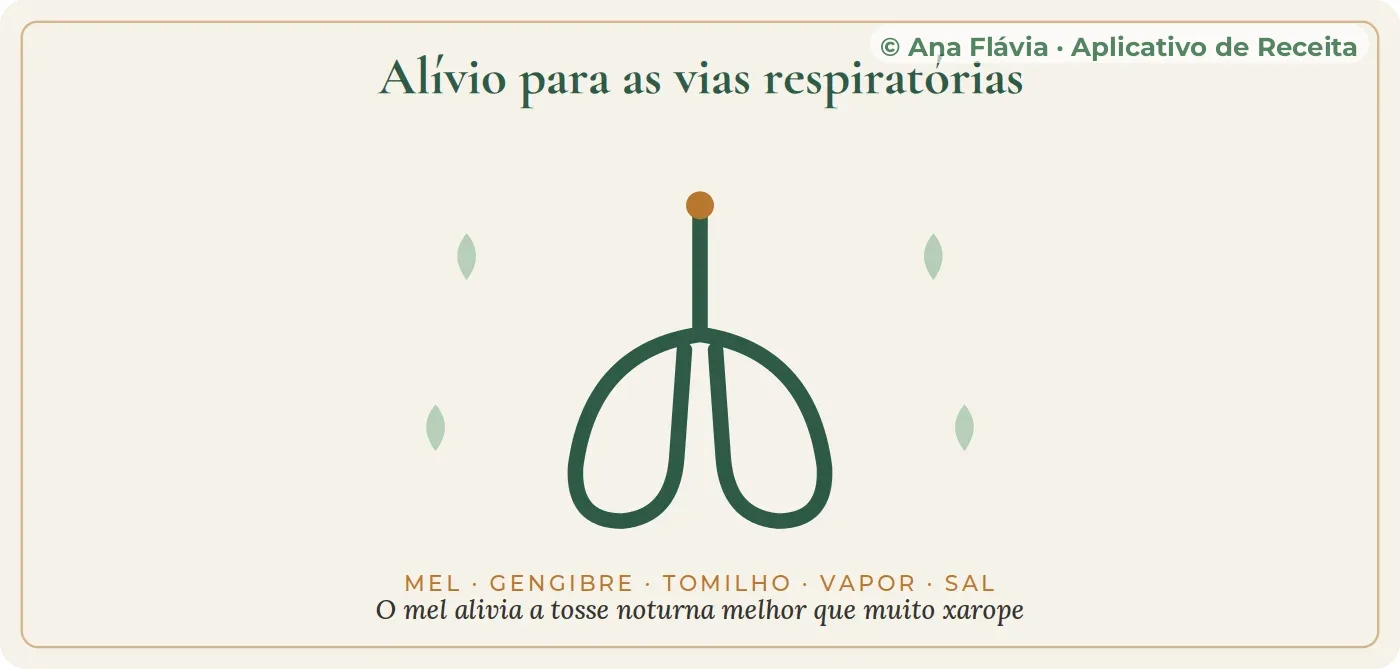 © Ana Flávia · Aplicativo de Receita
Alívio para as vias respiratórias
MEL · GENGIBRE · TOMILHO · VAPOR · SAL
O mel alivia a tosse noturna melhor que muito xarope